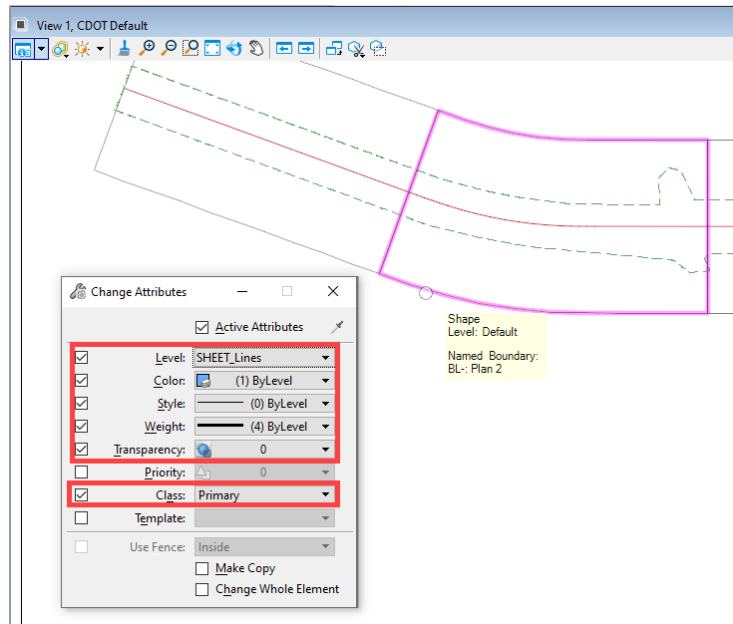 View 1, CDOT Default
Change Attributes
Active Attributes
Level: SHEET_Lines
Color: (1) ByLevel
Style: (0) ByLevel
Weight: (4) ByLevel
Transparency: 0
Priority: 0
Class: Primary
Template:
Use Fence: Inside
Make Copy
Change Whole Element
Shape
Level: Default
Named Boundary:
BL-: Plan 2